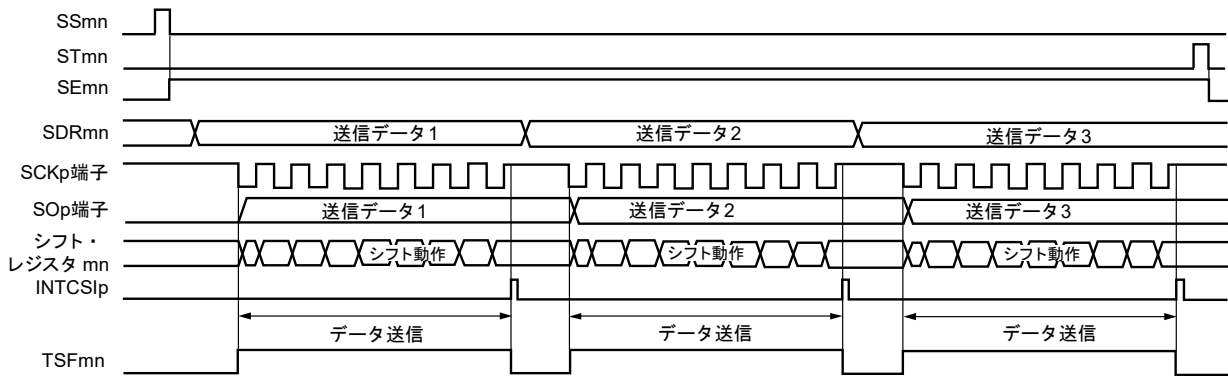 SSmn
STmn
SEmn
SDRmn 送信データ1 送信データ2 送信データ3
SCKp端子
SOp端子 送信データ1 送信データ2 送信データ3
シフト・
レジスタ mn シフト動作 シフト動作 シフト動作
INTCSIp
データ送信 データ送信 データ送信
TSFmn